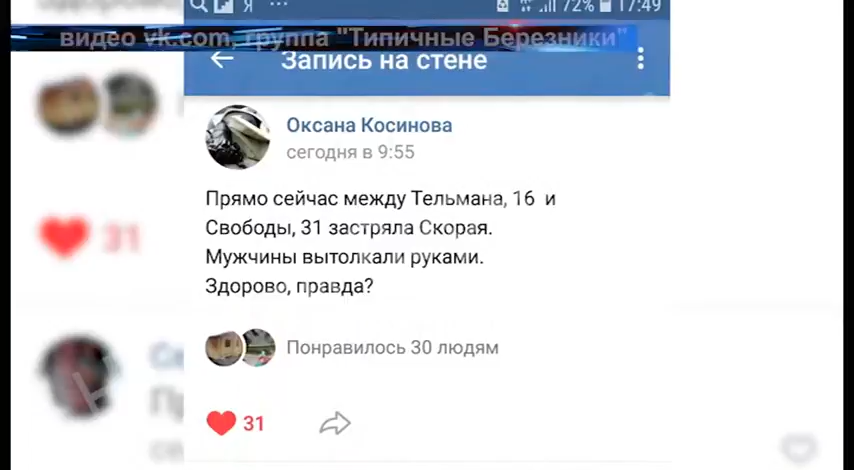 Я ... 72% 17:49
видео vk.com, группа "Типичные Березники"
Запись на стене
Оксана Косинова
сегодня в 9:55
Прямо сейчас между Тельмана, 16 и
Свободы, 31 застряла Скорая.
Мужчины вытолкали руками.
Здорово, правда?
Понравилось 30 людям
31
31